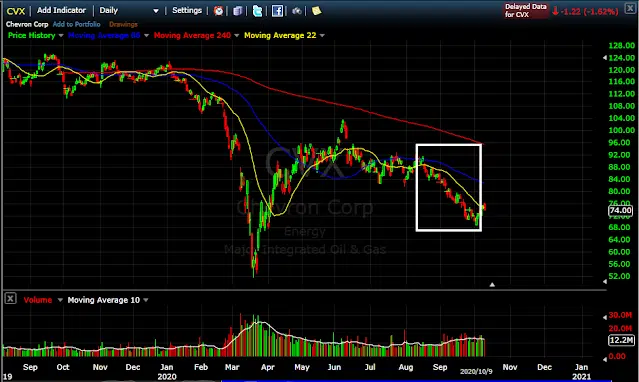 CVX Add Indicator Daily Settings Delayed Data for CVX -1.22 (-1.62%)
Chevron Corp Add to Portfolio Drawings
Price History Moving Average 66 Moving Average 240 Moving Average 22
128.00
124.00
120.00
116.00
112.00
108.00
104.00
100.00
96.00
92.00
88.00
84.00
80.00
76.00
74.00
72.00
68.00
64.00
60.00
56.00
52.00
CVX
Chevron Corp
Energy
Major Integrated Oil & Gas
X Volume Moving Average 10
30.0M
20.0M
12.2M
0.00
Sep Oct Nov Dec Feb Mar Apr May Jun Jul Aug Sep 2020/10/9 Nov Dec
19 2020 2021